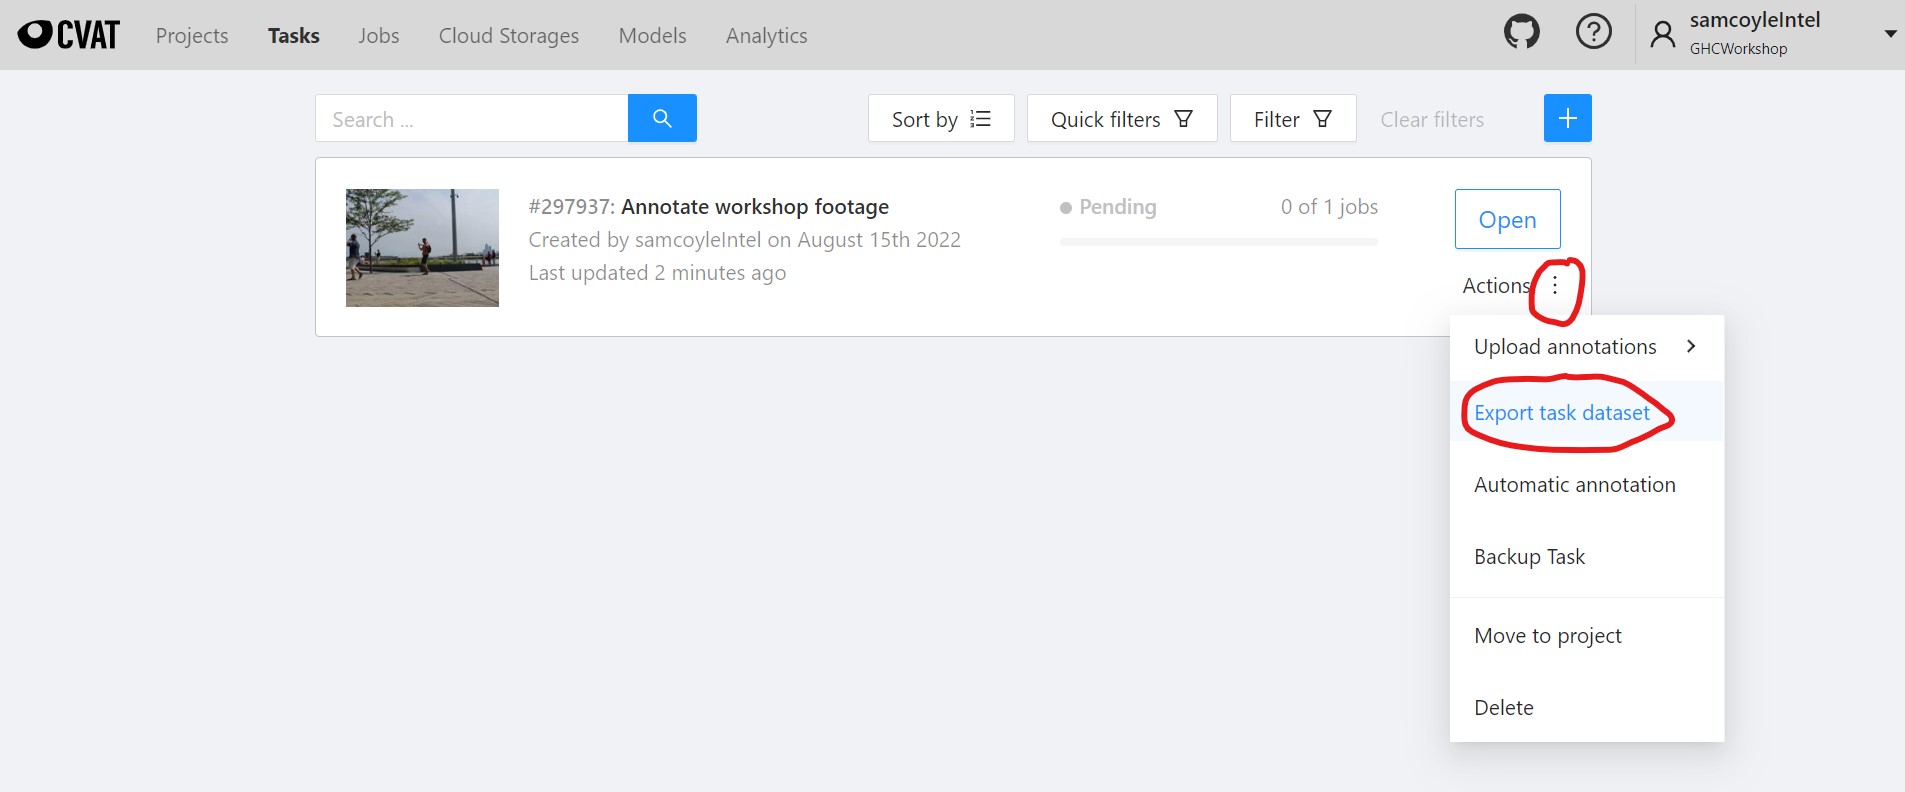 CVAT Projects Tasks Jobs Cloud Storages Models Analytics samcoyleIntel
GHCWorkshop
Search ... Sort by Quick filters Filter Clear filters
#297937: Annotate workshop footage Pending 0 of 1 jobs Open
Created by samcoyleIntel on August 15th 2022
Last updated 2 minutes ago
Actions
Upload annotations
Export task dataset
Automatic annotation
Backup Task
Move to project
Delete